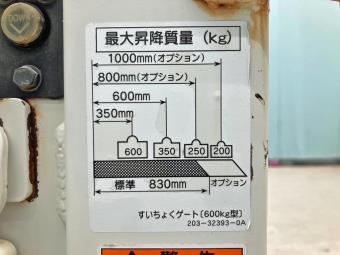 DOWN
最大昇降質量 (kg)
1000mm(オプション)
800mm(オプション)
600mm
350mm
600 350 250 200
標準 830mm オプション
すいちょくゲート [600kg型]
203-32393-0A